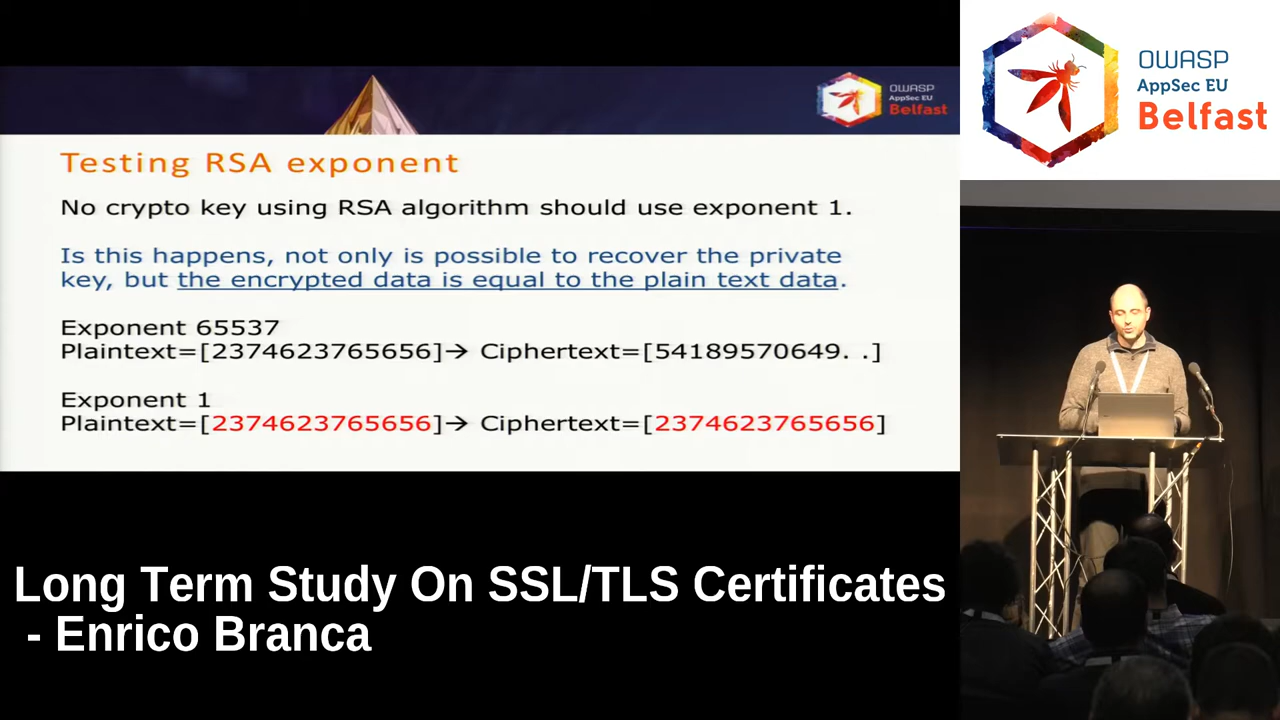 OWASP
AppSec EU
Belfast
Testing RSA exponent
No crypto key using RSA algorithm should use exponent 1.
Is this happens, not only is possible to recover the private
key, but the encrypted data is equal to the plain text data.
Exponent 65537
Plaintext=[2374623765656]→ Ciphertext=[54189570649. .]
Exponent 1
Plaintext=[2374623765656]→ Ciphertext=[2374623765656]
OWASP
AppSec EU
Belfast
Long Term Study On SSL/TLS Certificates
- Enrico Branca